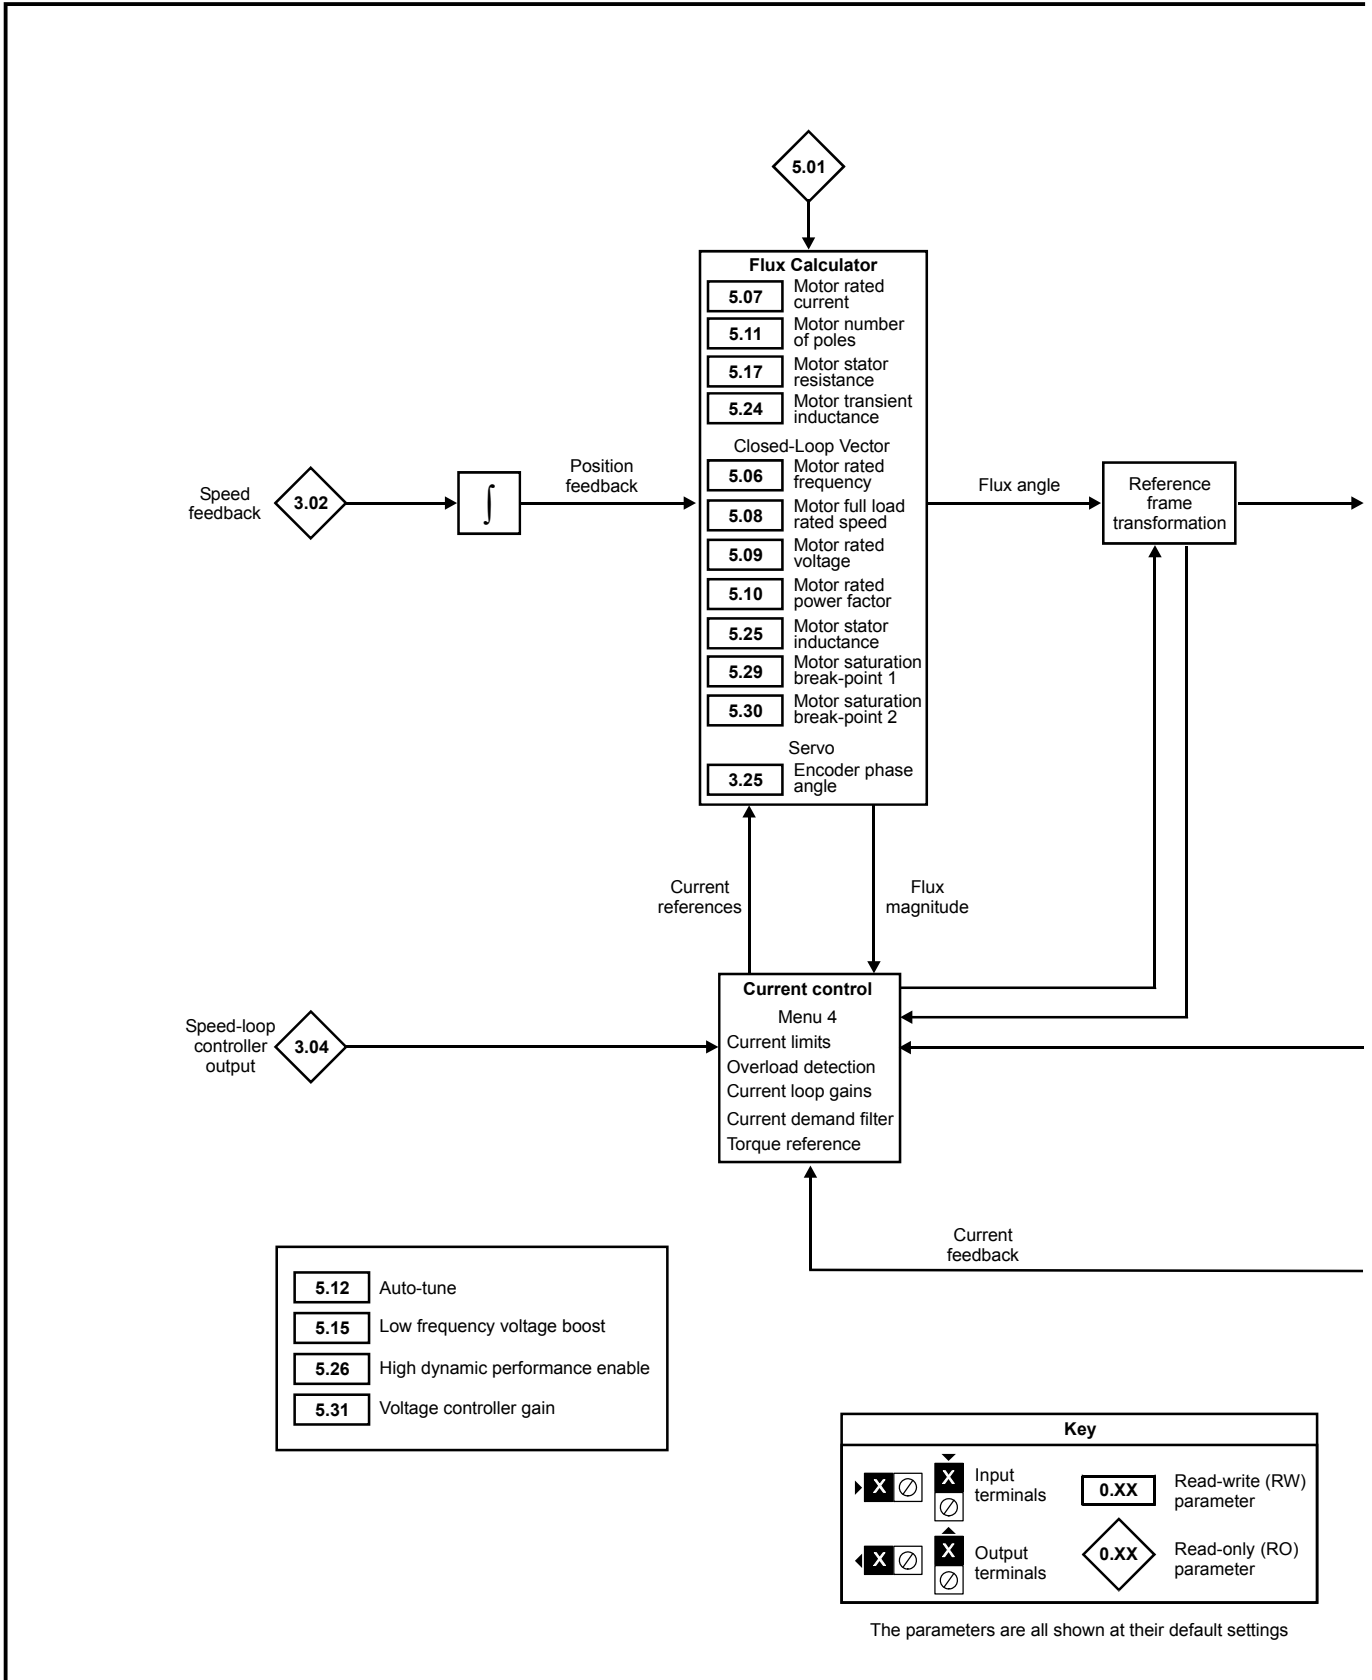 5.01
Flux Calculator
5.07 Motor rated
current
5.11 Motor number
of poles
5.17 Motor stator
resistance
5.24 Motor transient
inductance
Closed-Loop Vector
5.06 Motor rated
frequency
5.08 Motor full load
rated speed
5.09 Motor rated
voltage
5.10 Motor rated
power factor
5.25 Motor stator
inductance
5.29 Motor saturation
break-point 1
5.30 Motor saturation
break-point 2
Servo
3.25 Encoder phase
angle
Speed
feedback
3.02
∫
Position
feedback
Flux angle
Reference
frame
transformation
Current
references
Flux
magnitude
Speed-loop
controller
output
3.04
Current control
Menu 4
Current limits
Overload detection
Current loop gains
Current demand filter
Torque reference
Current
feedback
5.12 Auto-tune
5.15 Low frequency voltage boost
5.26 High dynamic performance enable
5.31 Voltage controller gain
Key
X X Input
terminals
0.XX Read-write (RW)
parameter
X X Output
terminals
0.XX Read-only (RO)
parameter
The parameters are all shown at their default settings